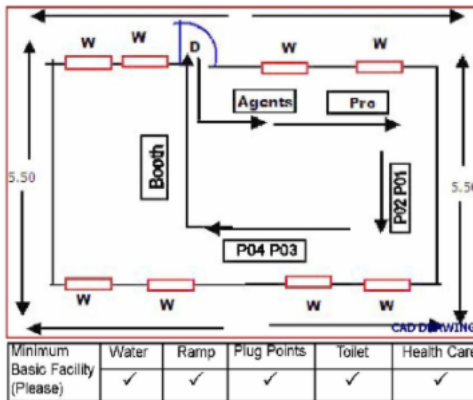 W W D W W
Agents Pro
5.50 Booth P02 P01 5.50
P04 P03
W W W W
CAD DRAWING
Minimum Basic Facility (Please) Water Ramp Plug Points Toilet Health Care
✓ ✓ ✓ ✓ ✓